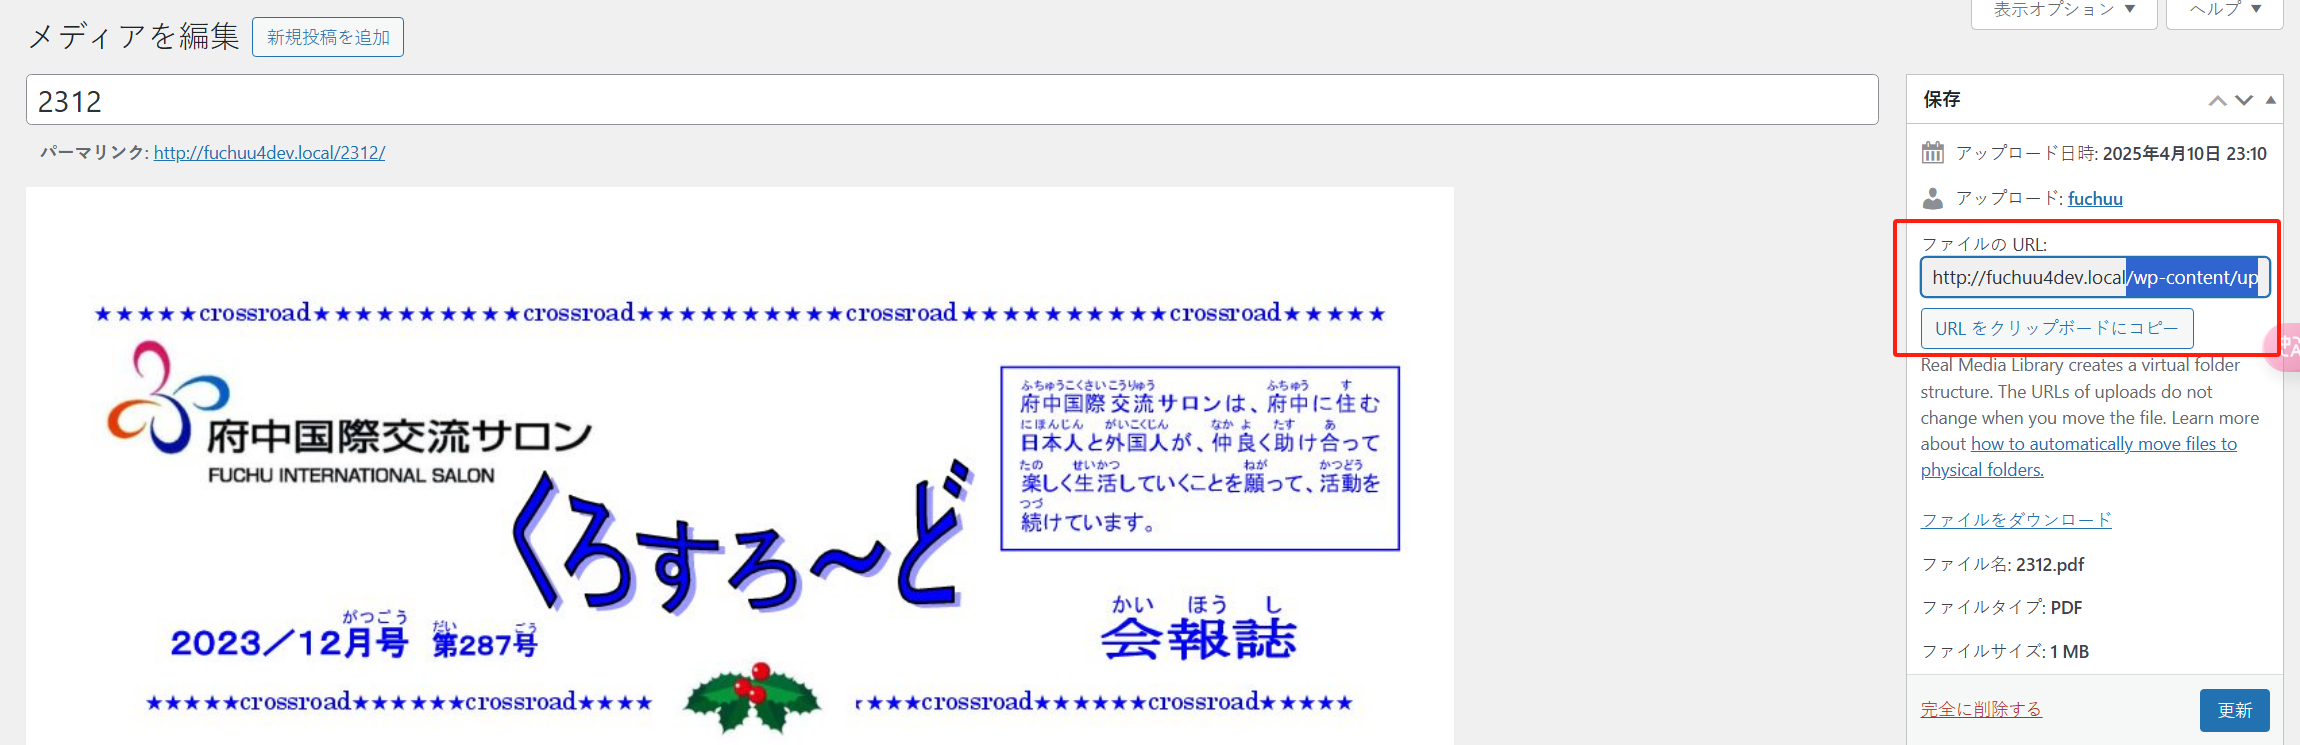 表示オプション ▼
ヘルプ ▼
メディアを編集
新規投稿を追加
2312
パーマリンク: http://fuchuu4dev.local/2312/
★★★★★crossroad★★★★★★★★★★crossroad★★★★★★★★★★crossroad★★★★★★★★★★crossroad★★★★★
府中国際交流サロン
FUCHU INTERNATIONAL SALON
ふちゅうこくさいこうりゅう ふちゅう す
府中国際交流サロンは、府中に住む
にほんじん がいこくじん なか よ たす あ
日本人と外国人が、仲良く助け合って
たの せいかつ ねが かつどう
楽しく生活していくことを願って、活動を
つづ
続けています。
くろすろ～ど
がつごう だい ごう
2023／12月号 第287号
かい ほう し
会報誌
★★★★★crossroad★★★★★★crossroad★★★★
★★★★crossroad★★★★★★crossroad★★★★★
保存
アップロード日時: 2025年4月10日 23:10
アップロード: fuchuu
ファイルの URL:
http://fuchuu4dev.local/wp-content/up
URL をクリップボードにコピー
Real Media Library creates a virtual folder
structure. The URLs of uploads do not
change when you move the file. Learn more
about how to automatically move files to
physical folders.
ファイルをダウンロード
ファイル名: 2312.pdf
ファイルタイプ: PDF
ファイルサイズ: 1 MB
完全に削除する
更新